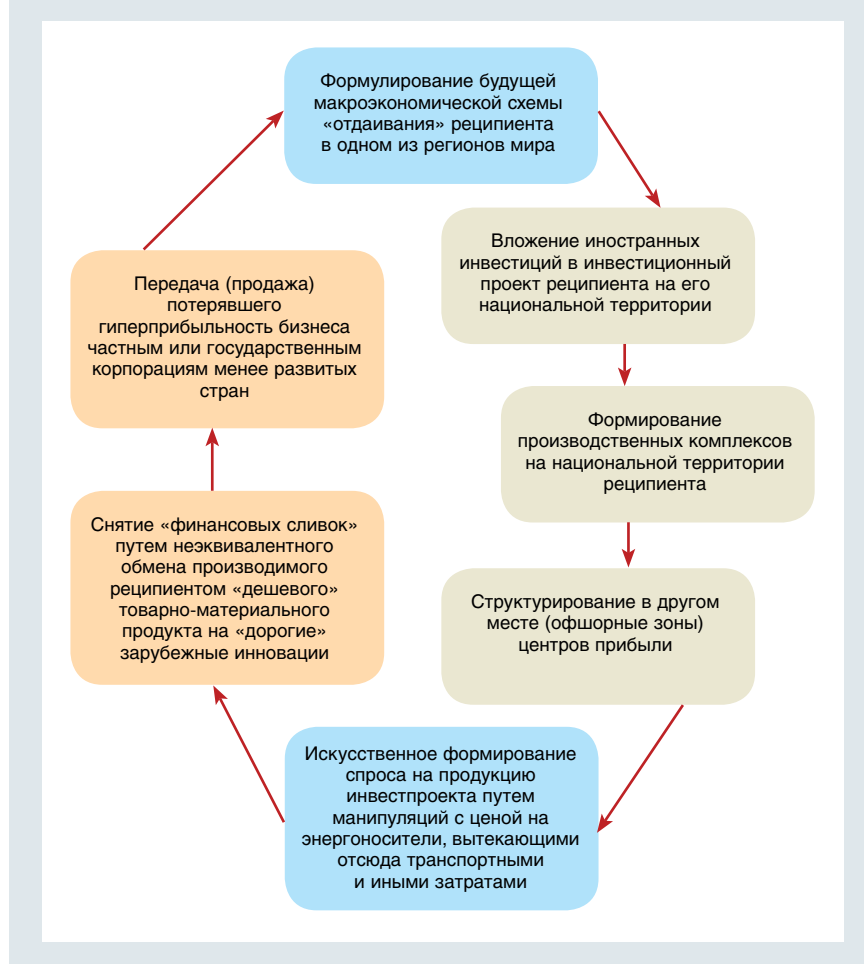 Формулирование будущей
макроэкономической схемы
«отдаивания» реципиента
в одном из регионов мира
Вложение иностранных
инвестиций в инвестиционный
проект реципиента на его
национальной территории
Формирование
производственных комплексов
на национальной территории
реципиента
Структурирование в другом
месте (офшорные зоны)
центров прибыли
Искусственное формирование
спроса на продукцию
инвестпроекта путем
манипуляций с ценой на
энергоносители, вытекающими
отсюда транспортными
и иными затратами
Снятие «финансовых сливок»
путем неэквивалентного
обмена производимого
реципиентом «дешевого»
товарно-материального
продукта на «дорогие»
зарубежные инновации
Передача (продажа)
потерявшего
гиперприбыльность бизнеса
частным или государственным
корпорациям менее развитых
стран